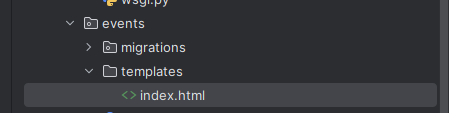 wsgi.py
events
migrations
templates
index.html